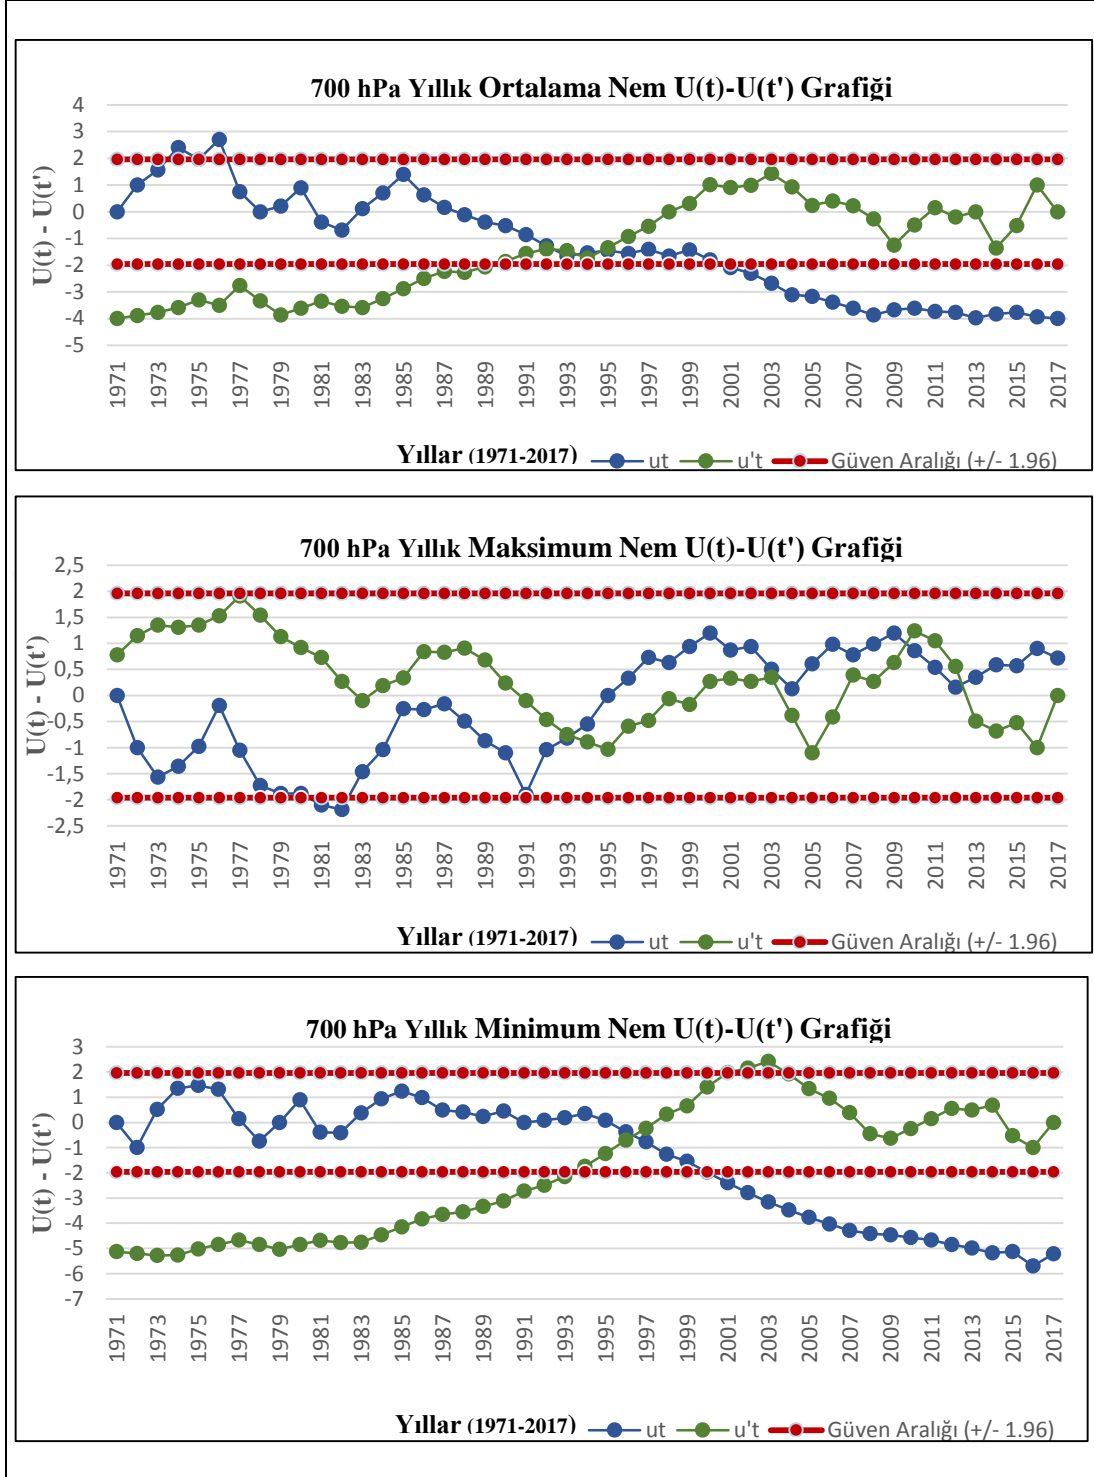 700 hPa Yıllık Ortalama Nem U(t)-U(t') Grafiği
4
3
2
1
0
-1
-2
-3
-4
-5
U(t) - U(t')
1971 1973 1975 1977 1979 1981 1983 1985 1987 1989 1991 1993 1995 1997 1999 2001 2003 2005 2007 2009 2011 2013 2015 2017
Yıllar (1971-2017) ut u't Güven Aralığı (+/- 1.96)
700 hPa Yıllık Maksimum Nem U(t)-U(t') Grafiği
2,5
2
1,5
1
0,5
0
-0,5
-1
-1,5
-2
-2,5
U(t) - U(t')
1971 1973 1975 1977 1979 1981 1983 1985 1987 1989 1991 1993 1995 1997 1999 2001 2003 2005 2007 2009 2011 2013 2015 2017
Yıllar (1971-2017) ut u't Güven Aralığı (+/- 1.96)
700 hPa Yıllık Minimum Nem U(t)-U(t') Grafiği
3
2
1
0
-1
-2
-3
-4
-5
-6
-7
U(t) - U(t')
1971 1973 1975 1977 1979 1981 1983 1985 1987 1989 1991 1993 1995 1997 1999 2001 2003 2005 2007 2009 2011 2013 2015 2017
Yıllar (1971-2017) ut u't Güven Aralığı (+/- 1.96)